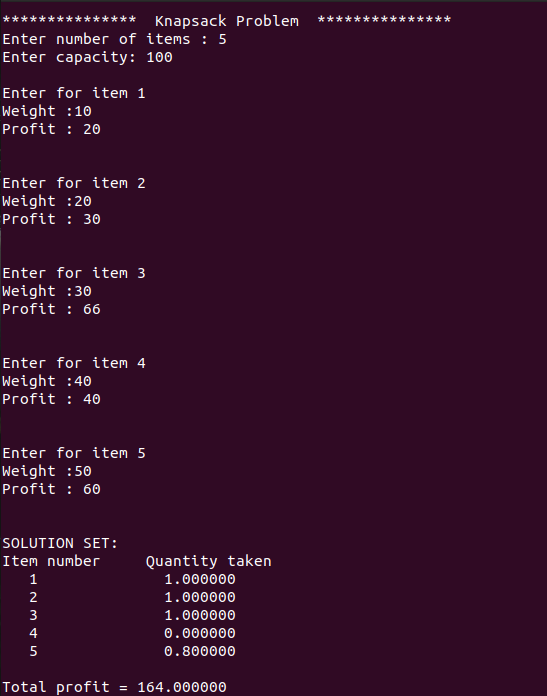 ***************  Knapsack Problem  ***************
Enter number of items : 5
Enter capacity: 100
Enter for item 1
Weight :10
Profit : 20
Enter for item 2
Weight :20
Profit : 30
Enter for item 3
Weight :30
Profit : 66
Enter for item 4
Weight :40
Profit : 40
Enter for item 5
Weight :50
Profit : 60
SOLUTION SET:
Item number     Quantity taken
   1              1.000000
   2              1.000000
   3              1.000000
   4              0.000000
   5              0.800000
Total profit = 164.000000